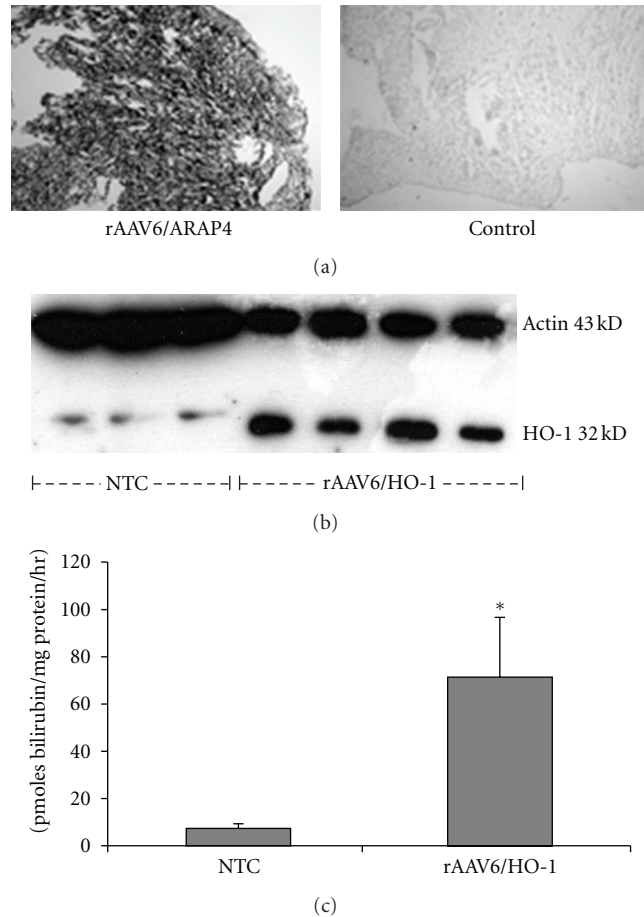 rAAV6/ARAP4 Control
(a)
Actin 43 kD
HO-1 32 kD
NTC rAAV6/HO-1
(b)
(pmoles bilirubin/mg protein/hr)
120
100
80
60
40
20
0
*
NTC rAAV6/HO-1
(c)